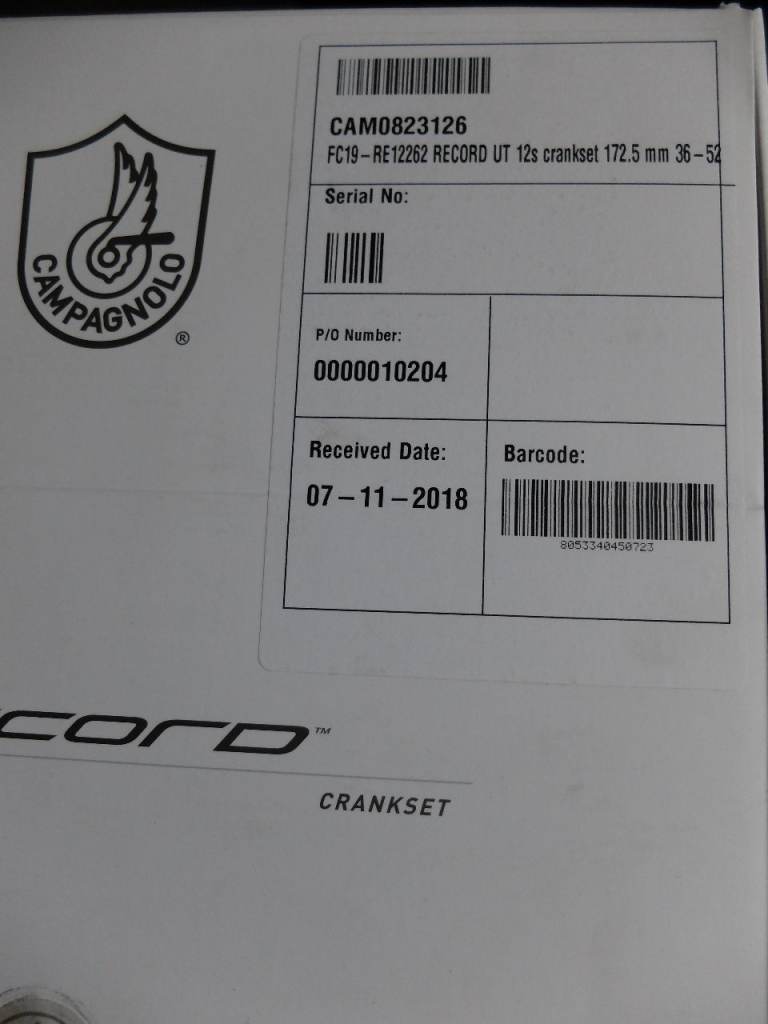 CAMPAGNOLO
®
CAM0823126
FC19-RE12262 RECORD UT 12s crankset 172.5 mm 36-52
Serial No:
P/O Number:
0000010204
Received Date:
07-11-2018
Barcode:
8053340450723
CORD™
CRANKSET